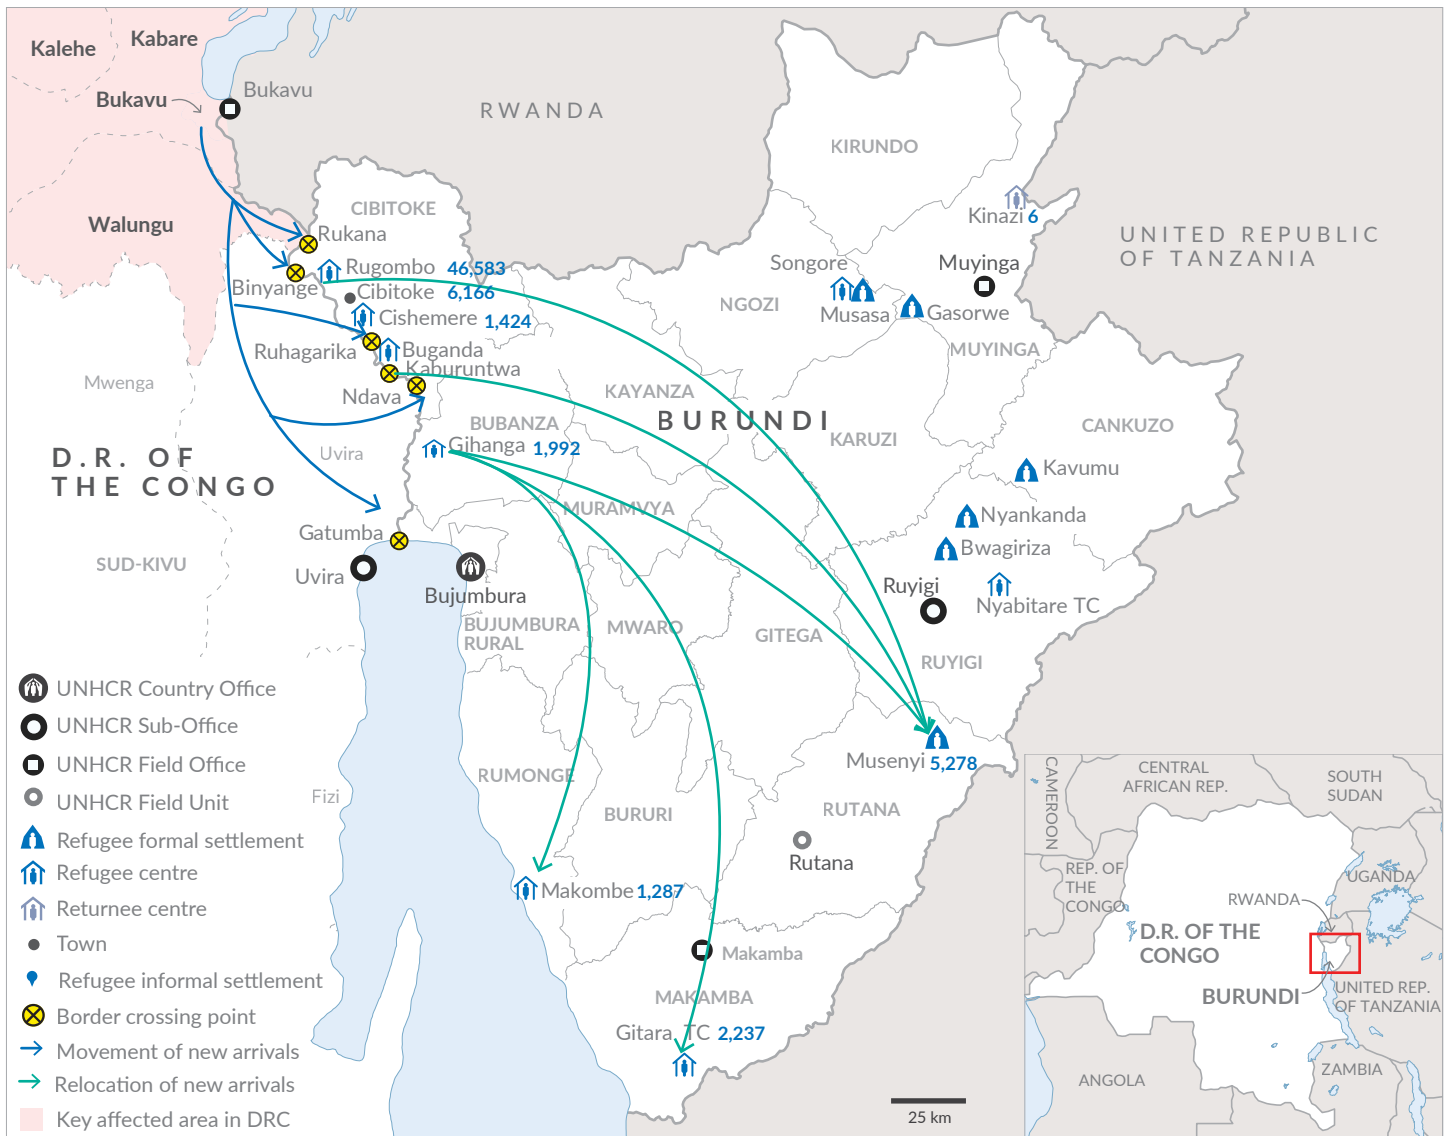 Kalehe
Kabare
Bukavu
Bukavu
RWANDA
KIRUNDO
Walungu
CIBITOKE
Rukana
Kinazi 6
UNITED REPUBLIC
OF TANZANIA
Rugombo 46,583
Songore
Muyinga
Binyange
Cibitoke 6,166
NGOZI
Musasa
Gasorwe
Cishemere 1,424
Ruhagarika
Buganda
MUYINGA
Kaburuntwa
Mwenga
Ndava
KAYANZA
BURUNDI
BUBANZA
KARUZI
CANKUZO
Gihanga 1,992
D.R. OF
THE CONGO
Uvira
Kavumu
MURAMVYA
Nyankanda
Gatumba
Bwagiriza
SUD-KIVU
Uvira
Bujumbura
Ruyigi
Nyabitare TC
BUJUMBURA
RURAL
MWARO
GITEGA
RUYIGI
UNHCR Country Office
UNHCR Sub-Office
UNHCR Field Office
UNHCR Field Unit
Refugee formal settlement
Refugee centre
Returnee centre
Town
Refugee informal settlement
Border crossing point
Movement of new arrivals
Relocation of new arrivals
Key affected area in DRC
Fizi
Musenyi 5,278
RUMONGE
BURURI
RUTANA
Rutana
Makombe 1,287
Makamba
MAKAMBA
Gitara TC 2,237
25 km
CAMEROON
CENTRAL
AFRICAN REP.
SOUTH
SUDAN
REP. OF
THE
CONGO
UGANDA
RWANDA
D.R. OF THE
CONGO
BURUNDI
UNITED REP.
OF TANZANIA
ANGOLA
ZAMBIA